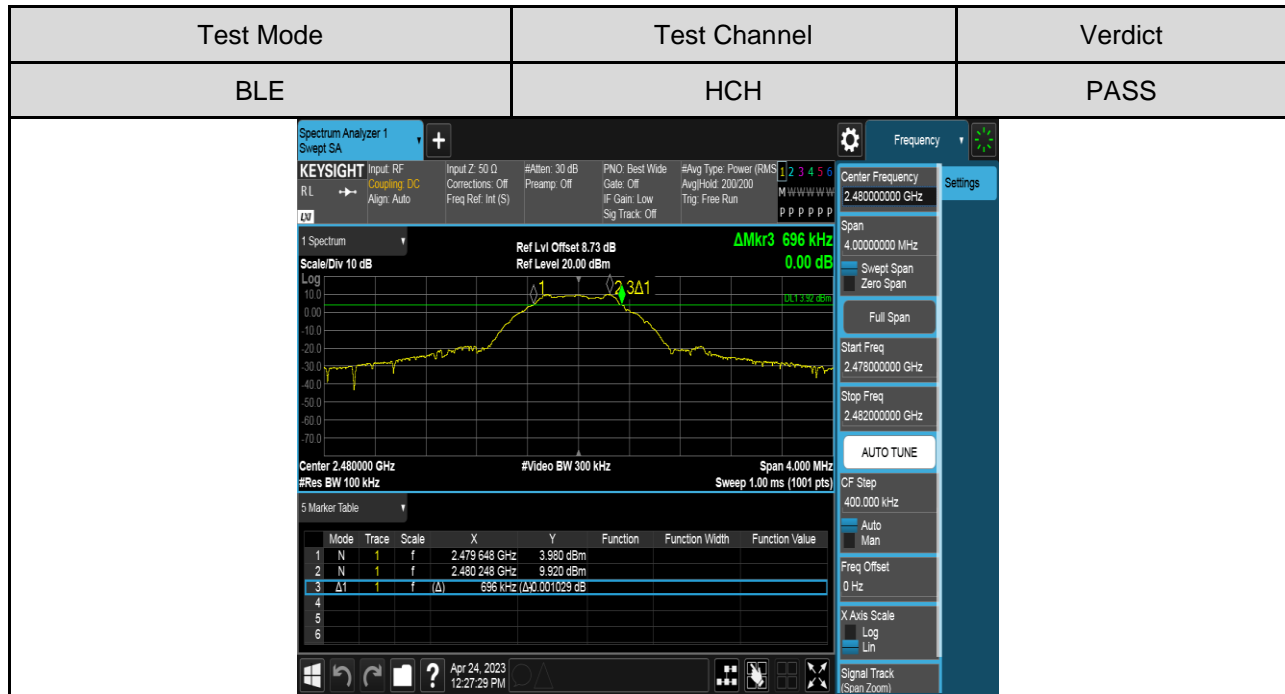 Test Mode Test Channel Verdict
BLE HCH PASS
Spectrum Analyzer 1
Swept SA
+
Frequency
KEYSIGHT Input: RF Input Z: 50 Ω #Atten: 30 dB PNO: Best Wide #Avg Type: Power (RMS 1 2 3 4 5 6
RL Coupling: DC Corrections: Off Preamp: Off Gate: Off Avg|Hold: 200/200 M W W W W W
Align: Auto Freq Ref: Int (S) IF Gain: Low Trig: Free Run
LXI Sig Track: Off P P P P P P
Center Frequency
2.480000000 GHz
Settings
1 Spectrum
Ref Lvl Offset 8.73 dB ΔMkr3 696 kHz
Scale/Div 10 dB Ref Level 20.00 dBm 0.00 dB
Log
1 2 3Δ1
DL1 3.92 dBm
10.0
0.00
-10.0
-20.0
-30.0
-40.0
-50.0
-60.0
-70.0
Center 2.480000 GHz #Video BW 300 kHz Span 4.000 MHz
#Res BW 100 kHz Sweep 1.00 ms (1001 pts)
Span
4.00000000 MHz
Swept Span
Zero Span
Full Span
Start Freq
2.478000000 GHz
Stop Freq
2.482000000 GHz
AUTO TUNE
CF Step
400.000 kHz
Auto
Man
Freq Offset
0 Hz
X Axis Scale
Log
Lin
Signal Track
(Span Zoom)
5 Marker Table
Mode Trace Scale X Y Function Function Width Function Value
1 N 1 f 2.479 648 GHz 3.980 dBm
2 N 1 f 2.480 248 GHz 9.920 dBm
3 Δ1 1 f (Δ) 696 kHz (Δ) -0.001029 dB
4
5
6
? Apr 24, 2023
12:27:29 PM